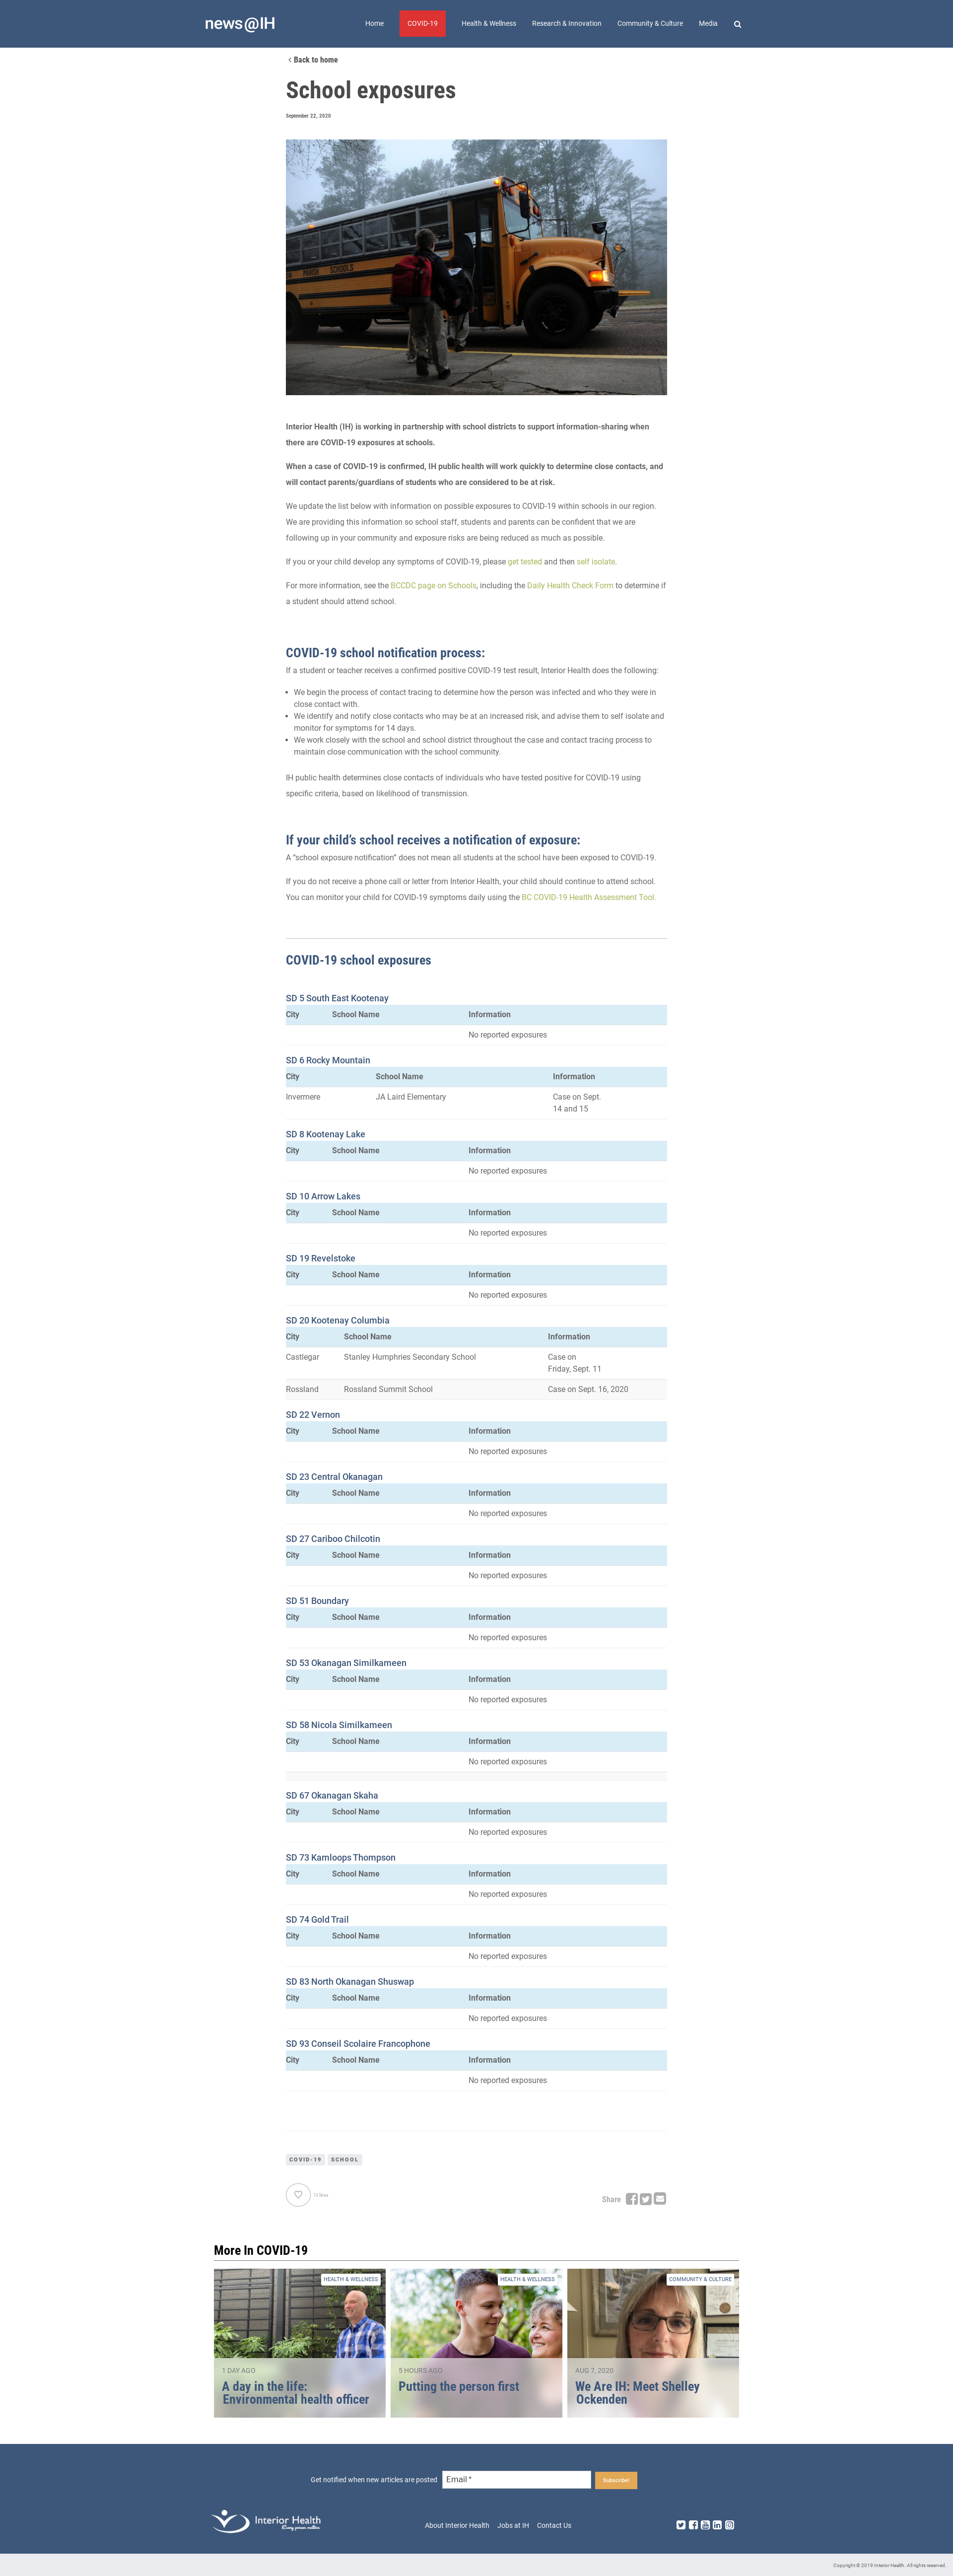 news@IH
Home
COVID-19
Health & Wellness
Research & Innovation
Community & Culture
Media
Back to home
School exposures
September 22, 2020
PARISH SCHOOLS
Interior Health (IH) is working in partnership with school districts to support information-sharing when
there are COVID-19 exposures at schools.
When a case of COVID-19 is confirmed, IH public health will work quickly to determine close contacts, and
will contact parents/guardians of students who are considered to be at risk.
We update the list below with information on possible exposures to COVID-19 within schools in our region.
We are providing this information so school staff, students and parents can be confident that we are
following up in your community and exposure risks are being reduced as much as possible.
If you or your child develop any symptoms of COVID-19, please get tested and then self isolate.
For more information, see the BCCDC page on Schools, including the Daily Health Check Form to determine if
a student should attend school.
COVID-19 school notification process:
If a student or teacher receives a confirmed positive COVID-19 test result, Interior Health does the following:
• We begin the process of contact tracing to determine how the person was infected and who they were in
close contact with.
• We identify and notify close contacts who may be at an increased risk, and advise them to self isolate and
monitor for symptoms for 14 days.
• We work closely with the school and school district throughout the case and contact tracing process to
maintain close communication with the school community.
IH public health determines close contacts of individuals who have tested positive for COVID-19 using
specific criteria, based on likelihood of transmission.
If your child's school receives a notification of exposure:
A "school exposure notification" does not mean all students at the school have been exposed to COVID-19.
If you do not receive a phone call or letter from Interior Health, your child should continue to attend school.
You can monitor your child for COVID-19 symptoms daily using the BC COVID-19 Health Assessment Tool.
COVID-19 school exposures
SD 5 South East Kootenay
City School Name Information
No reported exposures
SD 6 Rocky Mountain
City School Name Information
Invermere JA Laird Elementary Case on Sept.
14 and 15
SD 8 Kootenay Lake
City School Name Information
No reported exposures
SD 10 Arrow Lakes
City School Name Information
No reported exposures
SD 19 Revelstoke
City School Name Information
No reported exposures
SD 20 Kootenay Columbia
City School Name Information
Castlegar Stanley Humphries Secondary School Case on
Friday, Sept. 11
Rossland Rossland Summit School Case on Sept. 16, 2020
SD 22 Vernon
City School Name Information
No reported exposures
SD 23 Central Okanagan
City School Name Information
No reported exposures
SD 27 Cariboo Chilcotin
City School Name Information
No reported exposures
SD 51 Boundary
City School Name Information
No reported exposures
SD 53 Okanagan Similkameen
City School Name Information
No reported exposures
SD 58 Nicola Similkameen
City School Name Information
No reported exposures
SD 67 Okanagan Skaha
City School Name Information
No reported exposures
SD 73 Kamloops Thompson
City School Name Information
No reported exposures
SD 74 Gold Trail
City School Name Information
No reported exposures
SD 83 North Okanagan Shuswap
City School Name Information
No reported exposures
SD 93 Conseil Scolaire Francophone
City School Name Information
No reported exposures
COVID-19 SCHOOL
likes
Share
More In COVID-19
HEALTH & WELLNESS
1 DAY AGO
A day in the life:
Environmental health officer
HEALTH & WELLNESS
5 HOURS AGO
Putting the person first
COMMUNITY & CULTURE
AUG 7, 2020
We Are IH: Meet Shelley
Ockenden
Get notified when new articles are posted
Email *
Subscribe!
Interior Health
Every person matters
About Interior Health
Jobs at IH
Contact Us
Copyright © 2019 Interior Health. All rights reserved.